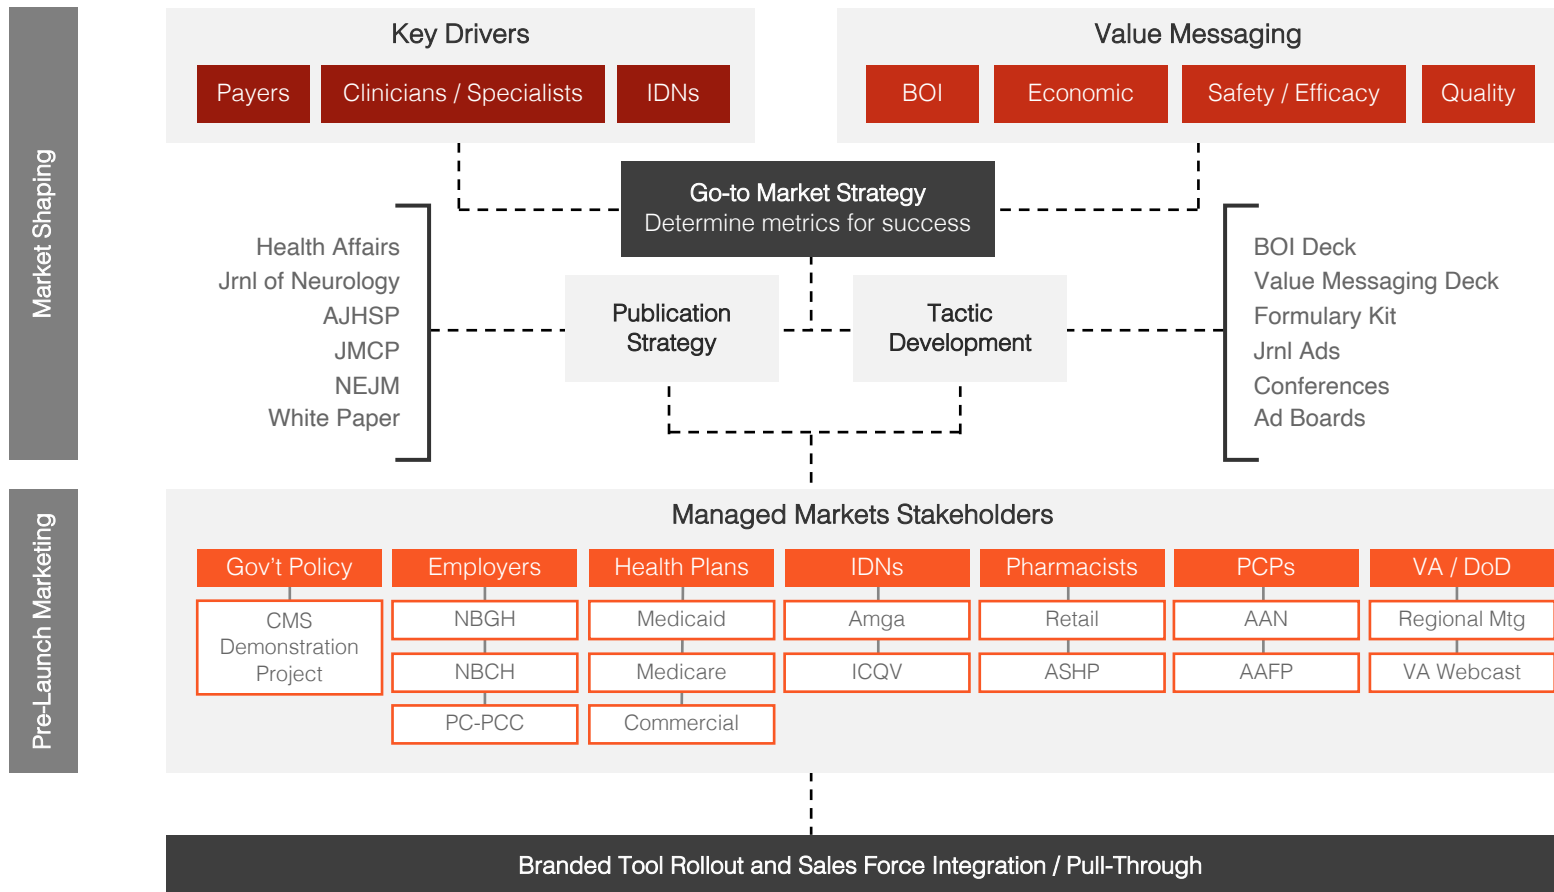 Market Shaping
Key Drivers
Payers
Clinicians / Specialists
IDNs
Value Messaging
BOI
Economic
Safety / Efficacy
Quality
Go-to Market Strategy
Determine metrics for success
Health Affairs
Jrnl of Neurology
AJHSP
JMCP
NEJM
White Paper
Publication
Strategy
Tactic
Development
BOI Deck
Value Messaging Deck
Formulary Kit
Jrnl Ads
Conferences
Ad Boards
Pre-Launch Marketing
Managed Markets Stakeholders
Gov't Policy
CMS
Demonstration
Project
Employers
NBGH
NBCH
PC-PCC
Health Plans
Medicaid
Medicare
Commercial
IDNs
Amga
ICQV
Pharmacists
Retail
ASHP
PCPs
AAN
AAFP
VA / DoD
Regional Mtg
VA Webcast
Branded Tool Rollout and Sales Force Integration / Pull-Through